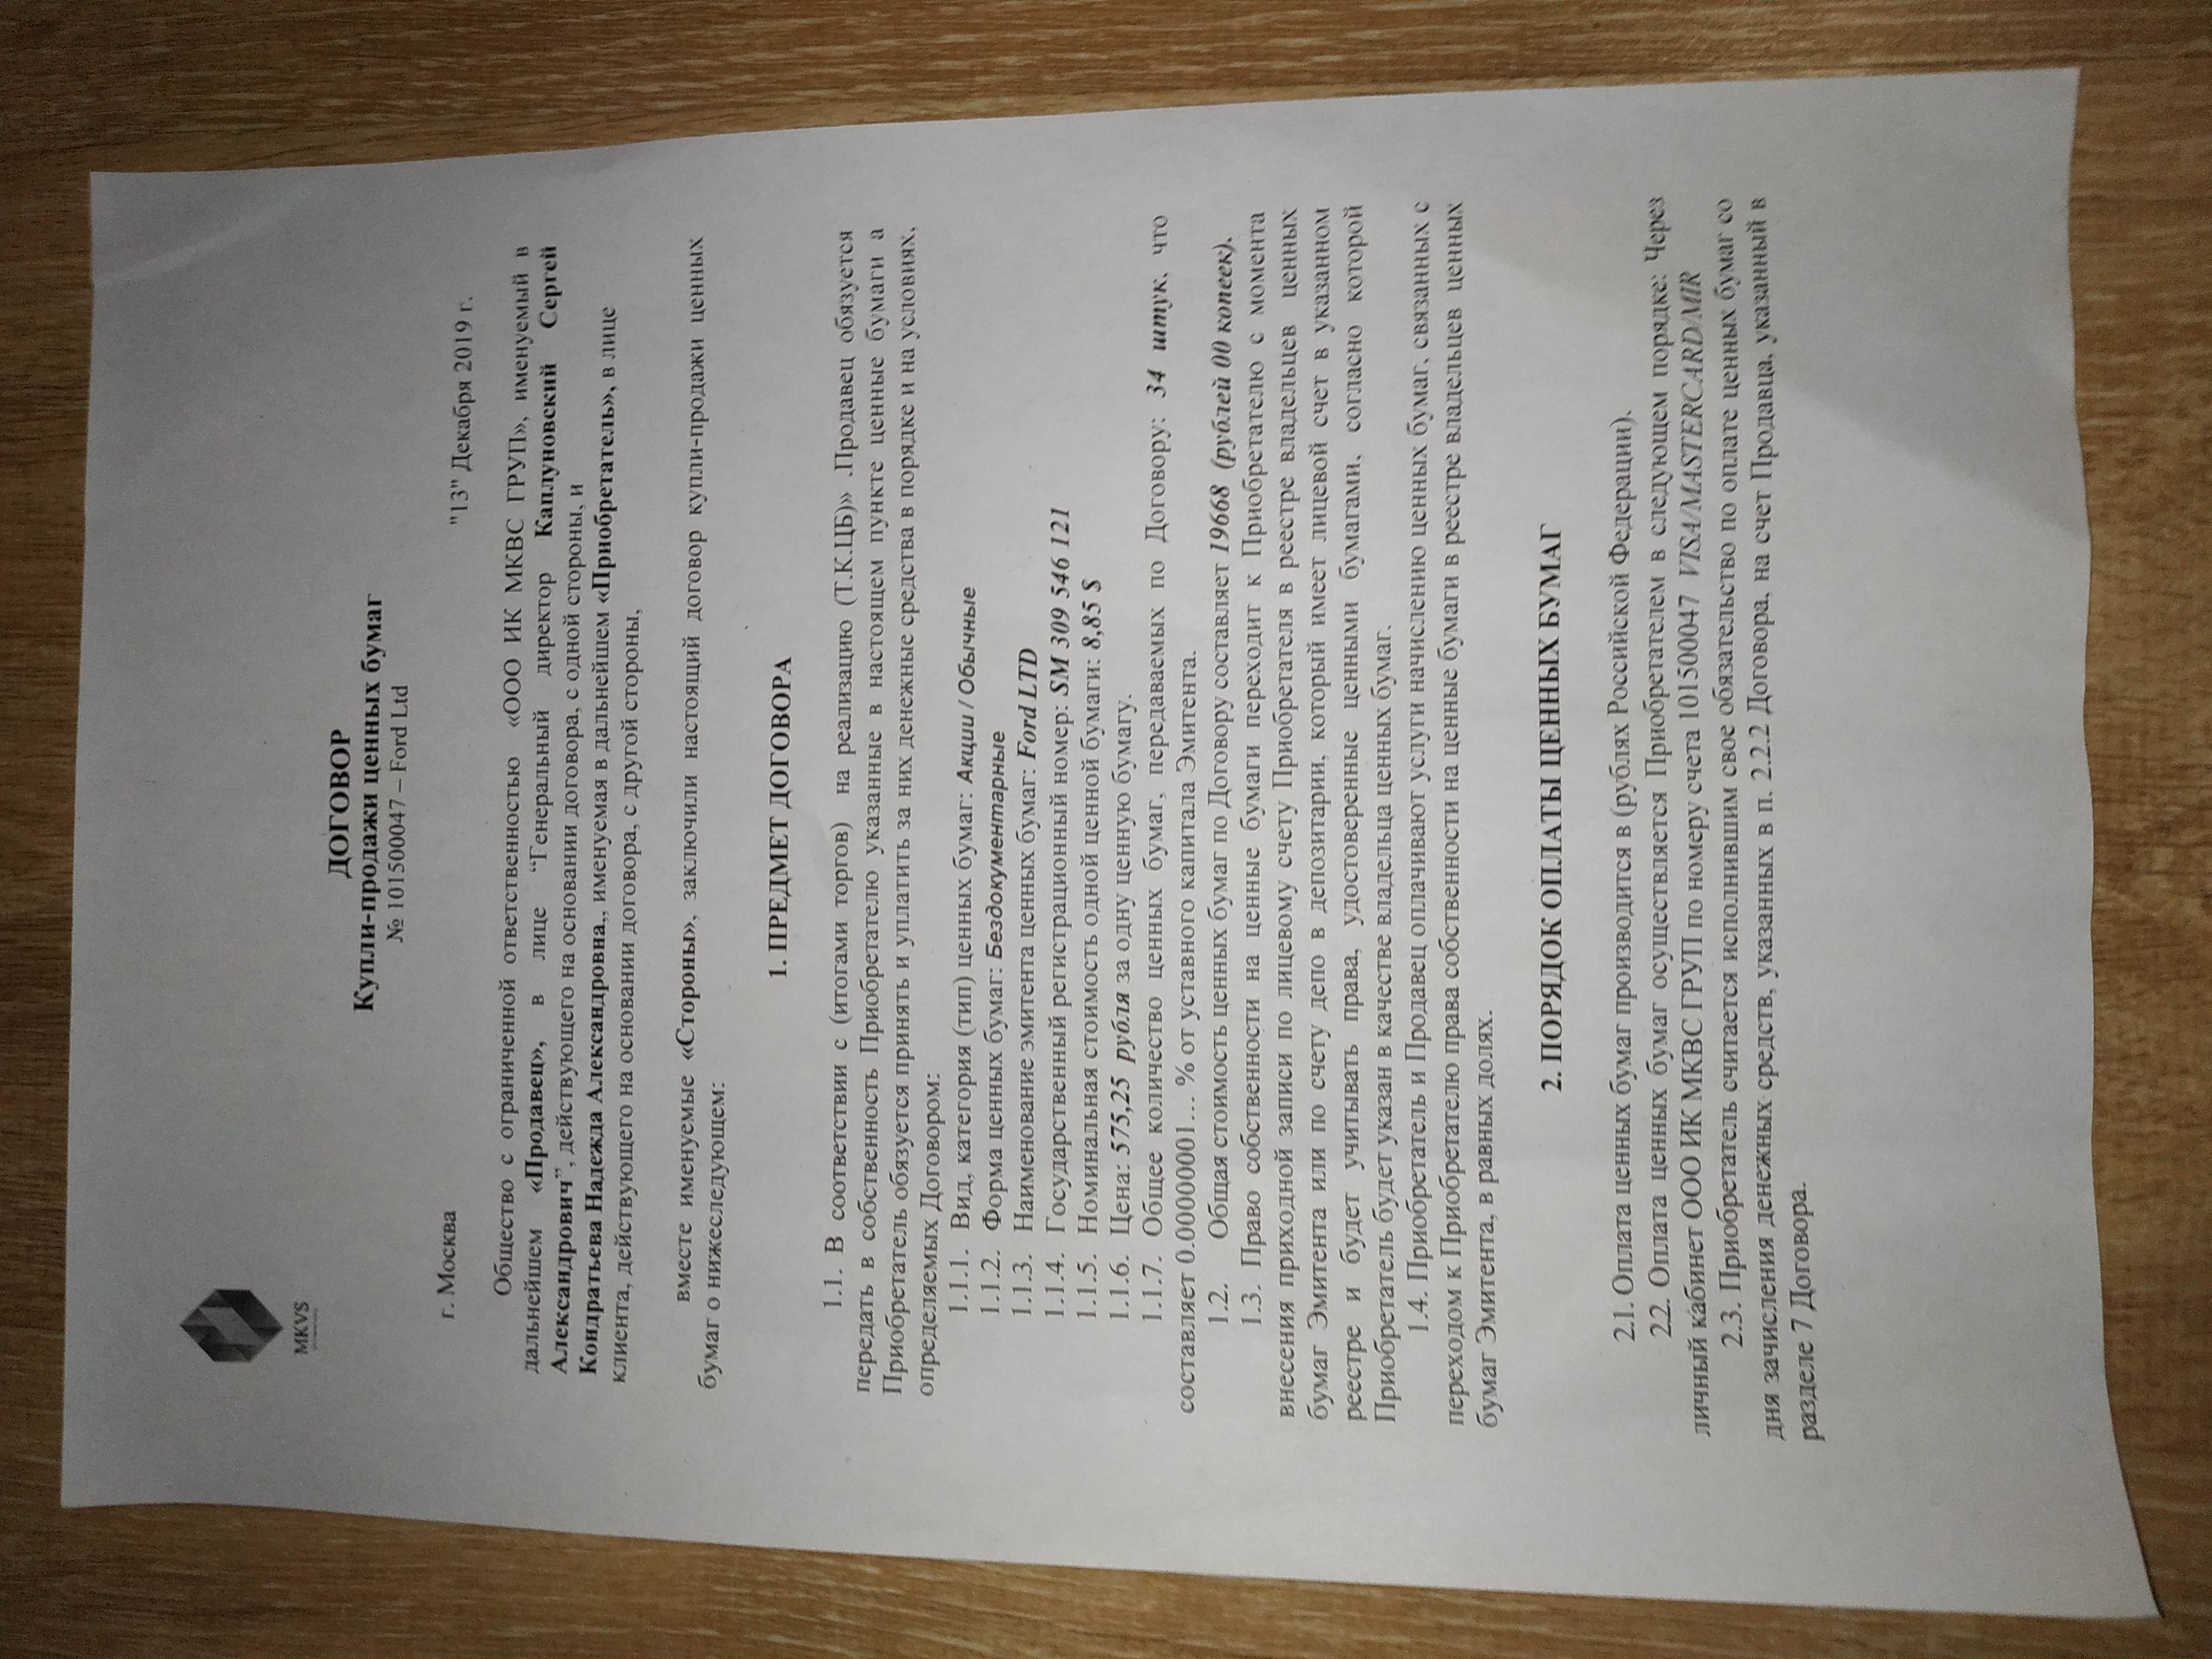 MKVS
ДОГОВОР
Купли-продажи ценных бумаг
№ 101500047 – Ford Ltd
г. Москва
"13" Декабря 2019 г.
Общество с ограниченной ответственностью «ООО ИК МКВС ГРУП», именуемый в
дальнейшем «Продавец», в лице “Генеральный директор Каплуновский Сергей
Александрович”, действующего на основании договора, с одной стороны, и
Кондратьева Надежда Александровна,, именуемая в дальнейшем «Приобретатель», в лице
клиента, действующего на основании договора, с другой стороны,
вместе именуемые «Стороны», заключили настоящий договор купли-продажи ценных
бумаг о нижеследующем:
1. ПРЕДМЕТ ДОГОВОРА
1.1. В соответствии с (итогами торгов) на реализацию (Т.К.ЦБ)» .Продавец обязуется
передать в собственность Приобретателю указанные в настоящем пункте ценные бумаги а
Приобретатель обязуется принять и уплатить за них денежные средства в порядке и на условиях,
определяемых Договором:
1.1.1. Вид, категория (тип) ценных бумаг: Акции / Обычные
1.1.2. Форма ценных бумаг: Бездокументарные
1.1.3. Наименование эмитента ценных бумаг: Ford LTD
1.1.4. Государственный регистрационный номер: SM 309 546 121
1.1.5. Номинальная стоимость одной ценной бумаги: 8,85 $
1.1.6. Цена: 575,25 рубля за одну ценную бумагу.
1.1.7. Общее количество ценных бумаг, передаваемых по Договору: 34 штук, что
составляет 0.00000001… % от уставного капитала Эмитента.
1.2. Общая стоимость ценных бумаг по Договору составляет 19668 (рублей 00 копеек).
1.3. Право собственности на ценные бумаги переходит к Приобретателю с момента
внесения приходной записи по лицевому счету Приобретателя в реестре владельцев ценных
бумаг Эмитента или по счету депо в депозитарии, который имеет лицевой счет в указанном
реестре и будет учитывать права, удостоверенные ценными бумагами, согласно которой
Приобретатель будет указан в качестве владельца ценных бумаг.
1.4. Приобретатель и Продавец оплачивают услуги начислению ценных бумаг, связанных с
переходом к Приобретателю права собственности на ценные бумаги в реестре владельцев ценных
бумаг Эмитента, в равных долях.
2. ПОРЯДОК ОПЛАТЫ ЦЕННЫХ БУМАГ
2.1. Оплата ценных бумаг производится в (рублях Российской Федерации).
2.2. Оплата ценных бумаг осуществляется Приобретателем в следующем порядке: Через
личный кабинет ООО ИК МКВС ГРУП по номеру счета 101500047 VISA/MASTERCARD/MIR
2.3. Приобретатель считается исполнившим свое обязательство по оплате ценных бумаг со
дня зачисления денежных средств, указанных в п. 2.2.2 Договора, на счет Продавца, указанный в
разделе 7 Договора.